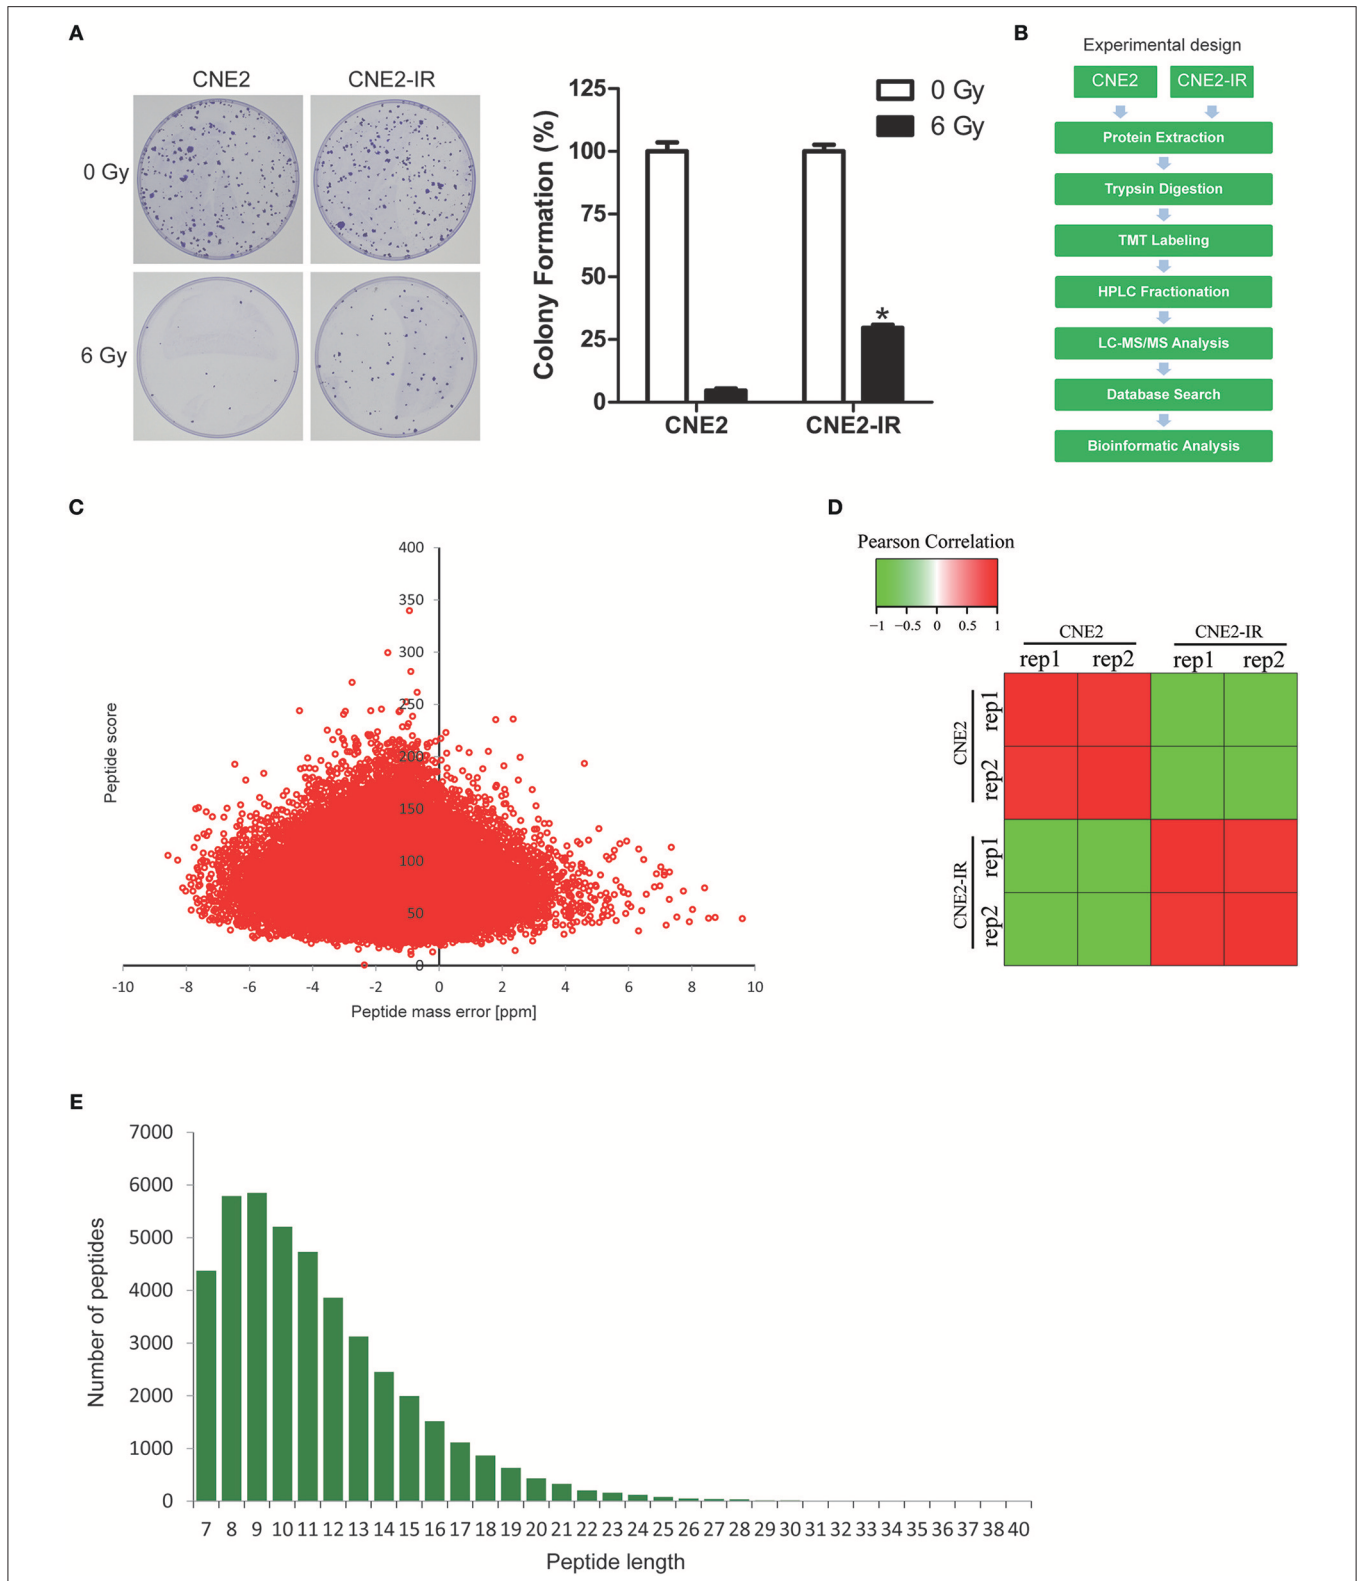 A
CNE2 CNE2-IR
0 Gy
6 Gy
Colony Formation (%)
125
100
75
50
25
0
0 Gy
6 Gy
*
CNE2 CNE2-IR
B
Experimental design
CNE2 CNE2-IR
Protein Extraction
Trypsin Digestion
TMT Labeling
HPLC Fractionation
LC-MS/MS Analysis
Database Search
Bioinformatic Analysis
C
Peptide score
400
350
300
250
200
150
100
50
0
-10 -8 -6 -4 -2 0 2 4 6 8 10
Peptide mass error [ppm]
D
Pearson Correlation
−1 −0.5 0 0.5 1
CNE2 CNE2-IR
rep1 rep2 rep1 rep2
CNE2
rep1
rep2
CNE2-IR
rep1
rep2
E
Number of peptides
7000
6000
5000
4000
3000
2000
1000
0
7 8 9 10 11 12 13 14 15 16 17 18 19 20 21 22 23 24 25 26 27 28 29 30 31 32 33 34 35 36 37 38 40
Peptide length